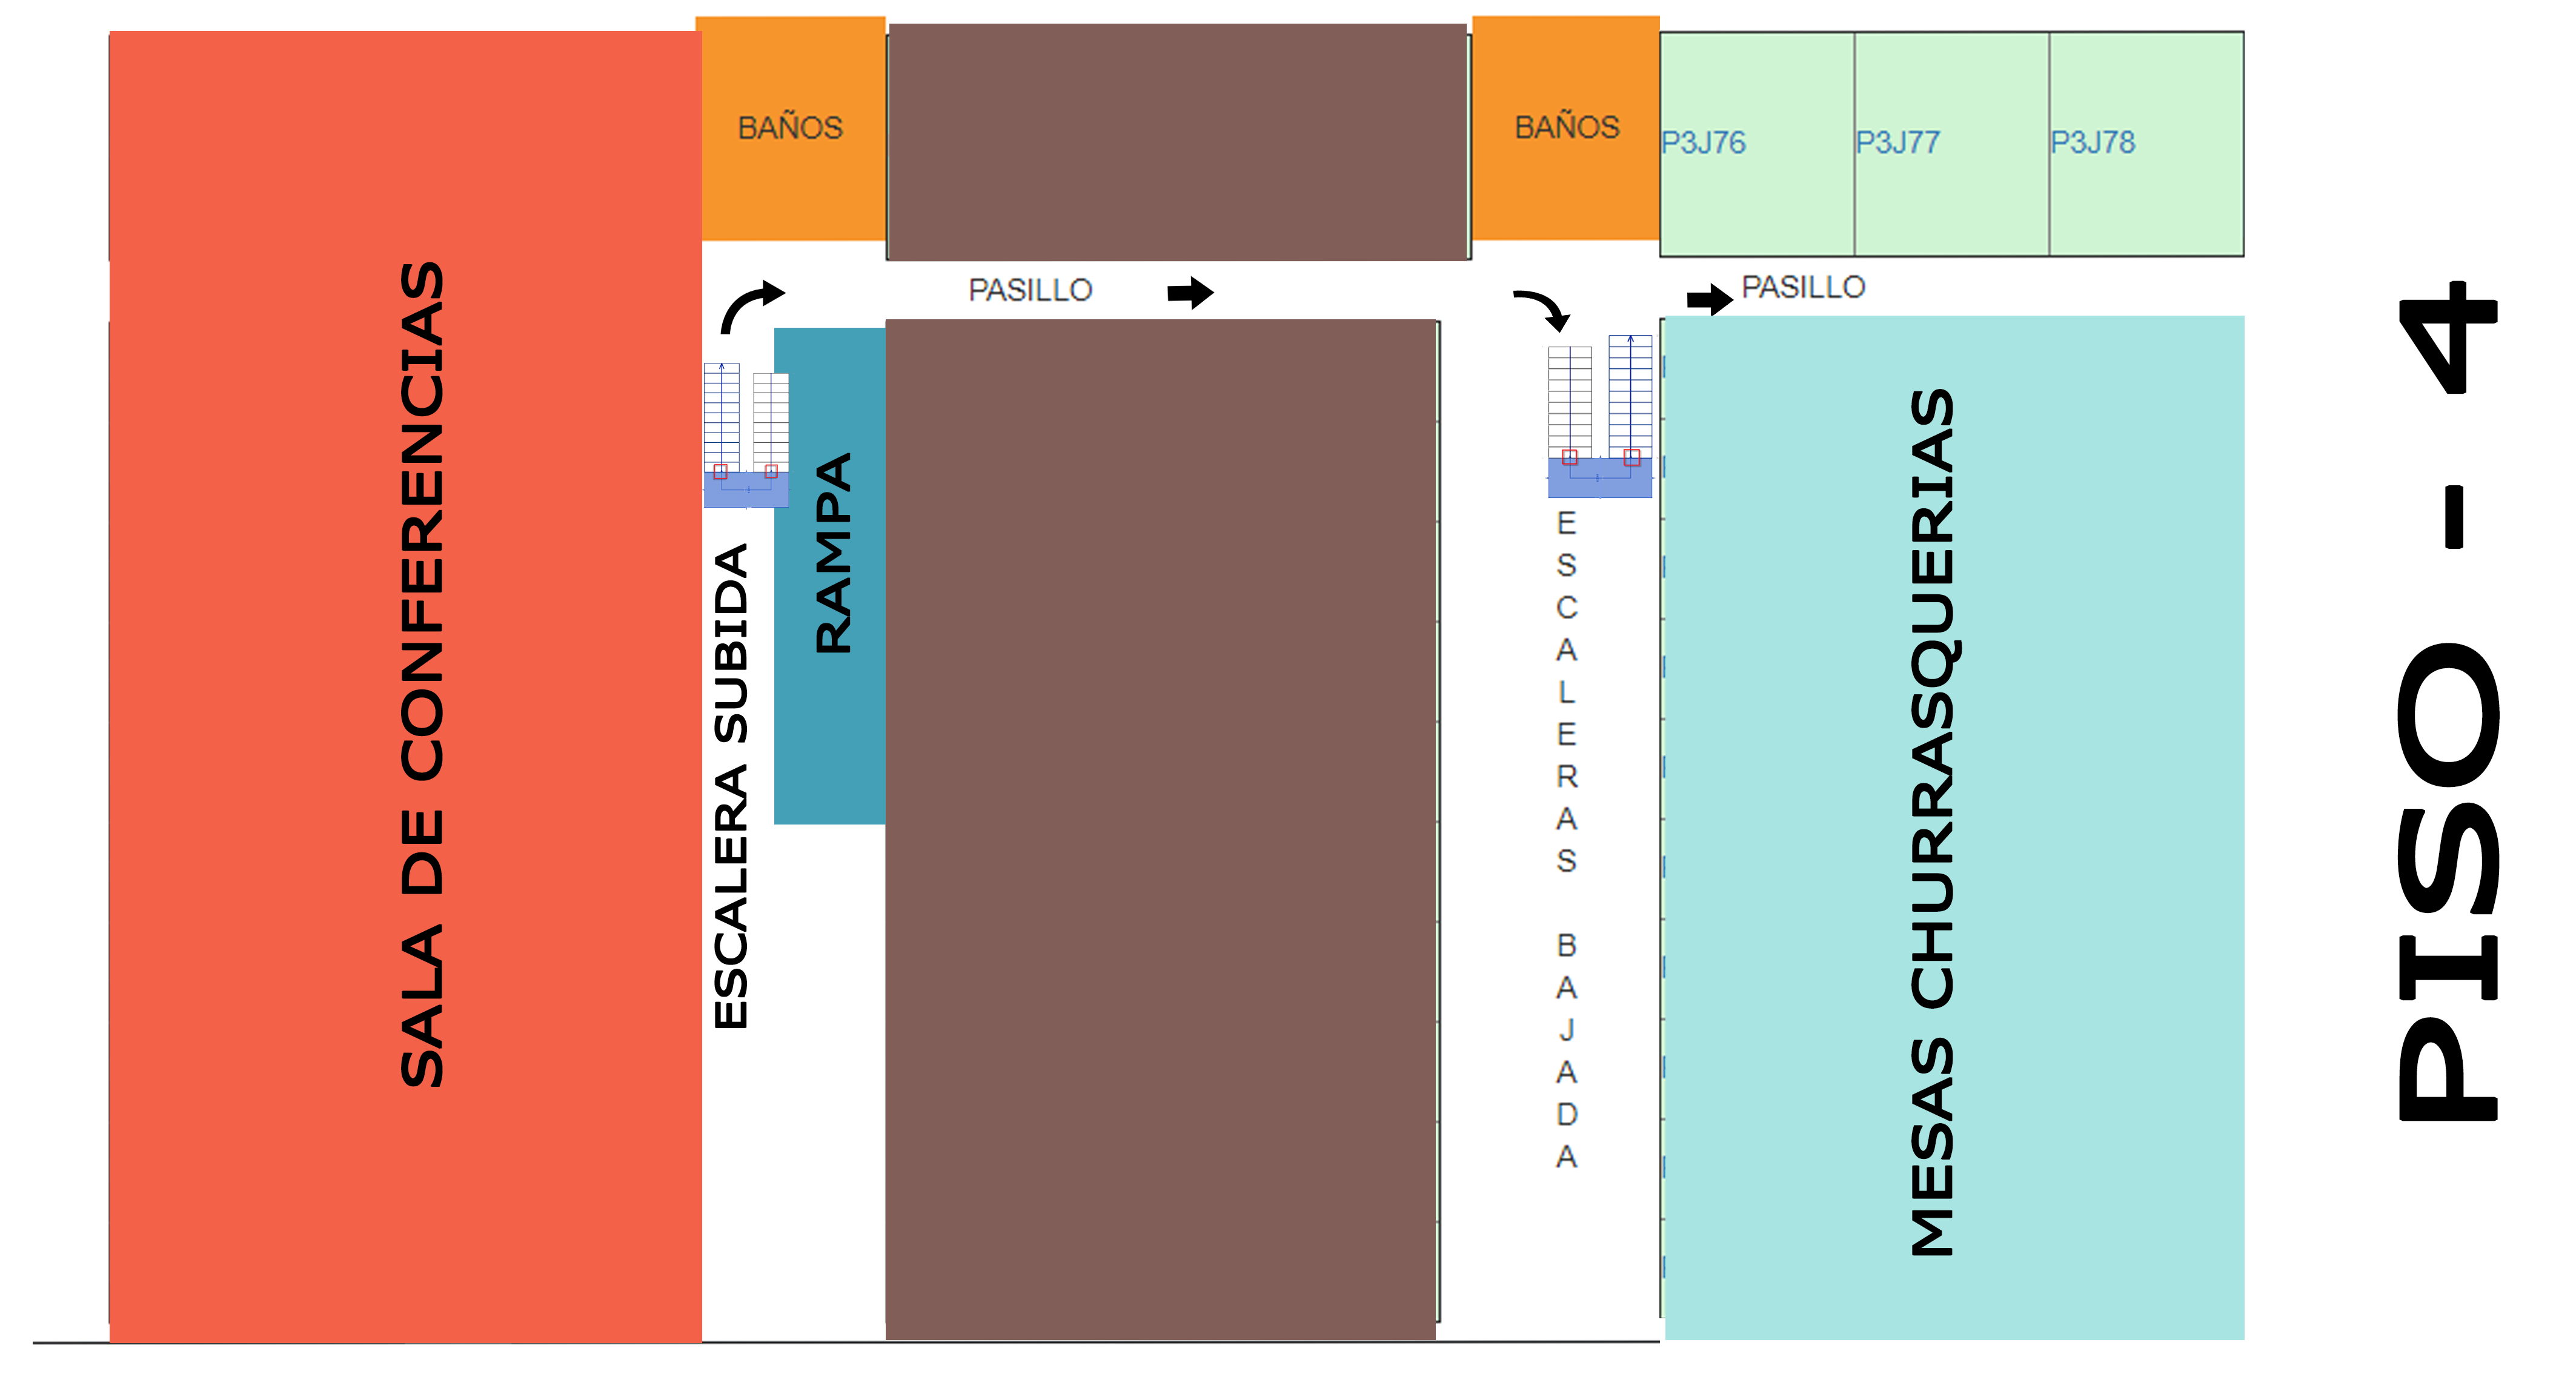 BAÑOS
BAÑOS
P3J76
P3J77
P3J78
PASILLO
PASILLO
SALA DE CONFERENCIAS
ESCALERA SUBIDA
RAMPA
ESCALERAS BAJADA
MESAS CHURRASQUERIAS
PISO - 4